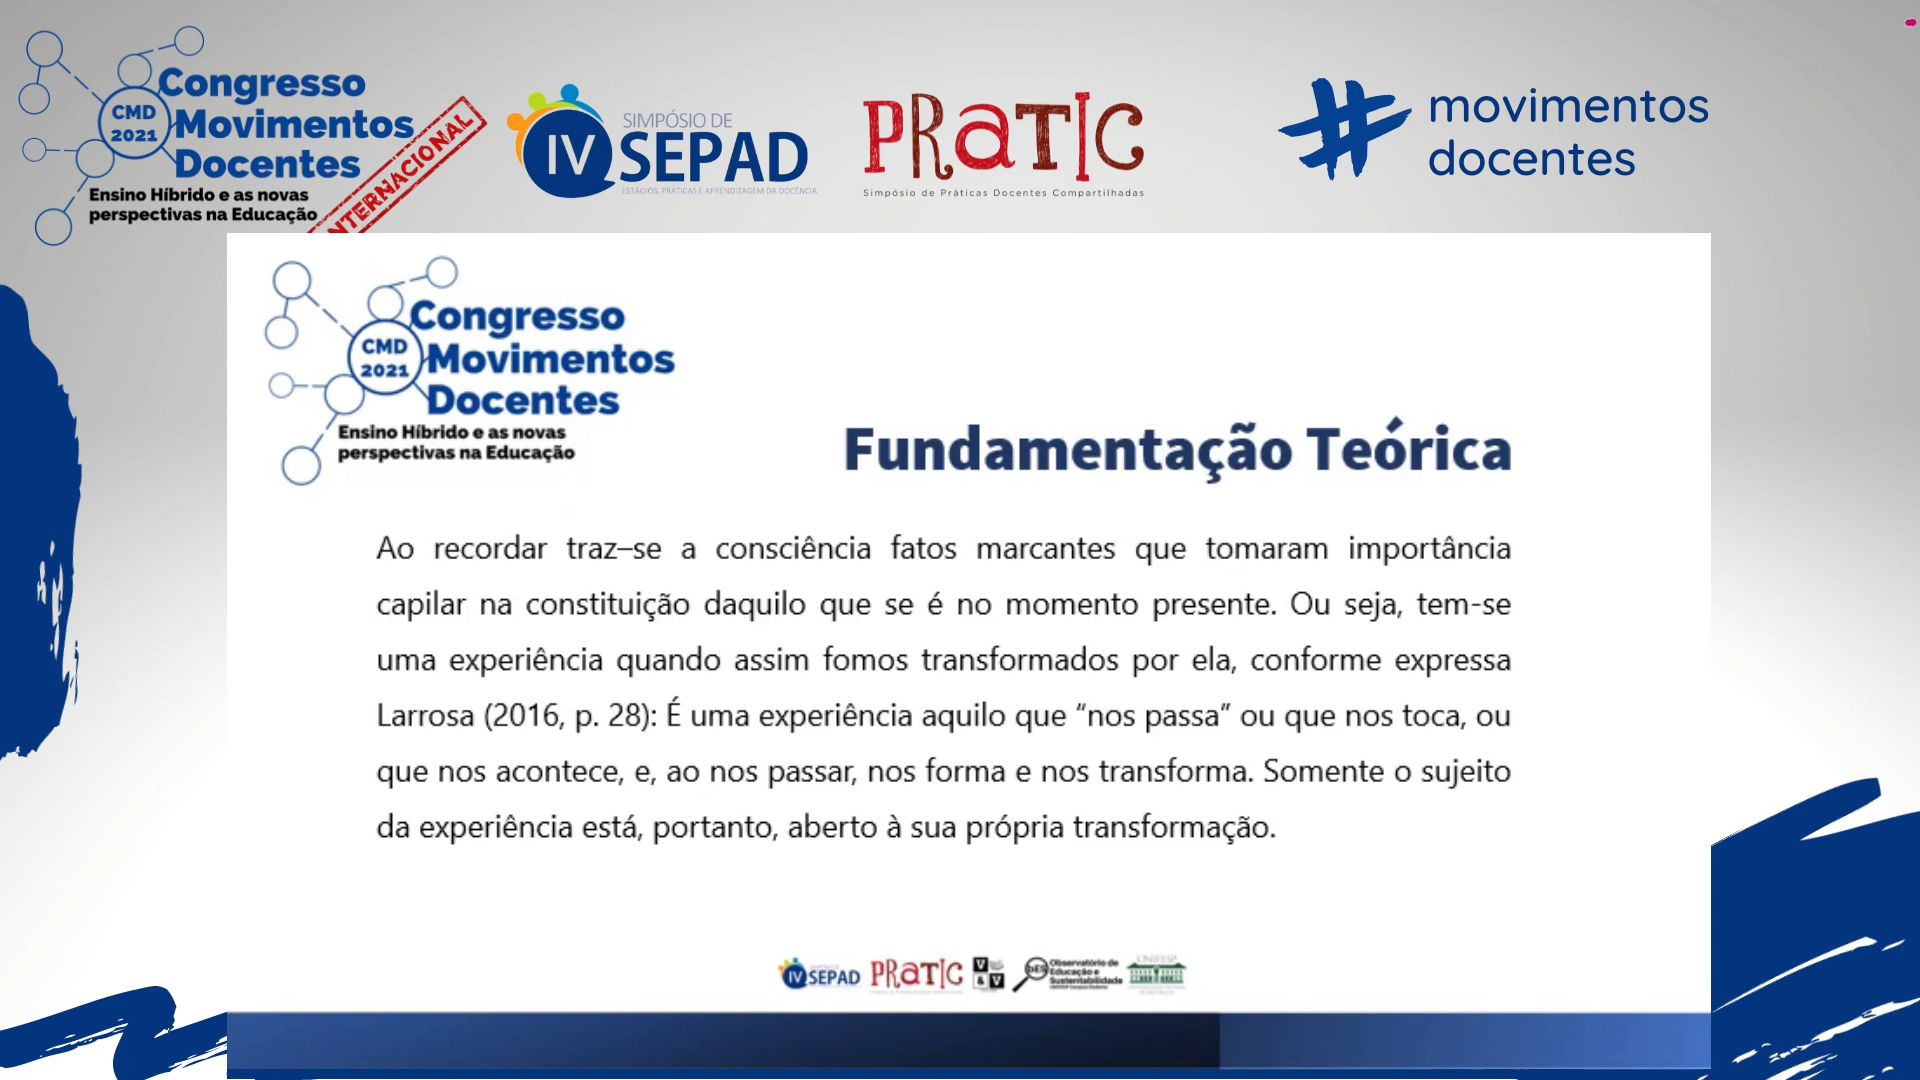 Congresso
CMD
2021
Movimentos
Docentes
Ensino Híbrido e as novas
perspectivas na Educação
INTERNACIONAL
SIMPÓSIO DE
IV SEPAD
ESTÁGIOS, PRÁTICAS E APRENDIZAGEM DA DOCÊNCIA
PRATIC
Simpósio de Práticas Docentes Compartilhadas
# movimentos
docentes
Congresso
CMD
2021
Movimentos
Docentes
Ensino Híbrido e as novas
perspectivas na Educação
Fundamentação Teórica
Ao recordar traz–se a consciência fatos marcantes que tomaram importância
capilar na constituição daquilo que se é no momento presente. Ou seja, tem-se
uma experiência quando assim fomos transformados por ela, conforme expressa
Larrosa (2016, p. 28): É uma experiência aquilo que “nos passa” ou que nos toca, ou
que nos acontece, e, ao nos passar, nos forma e nos transforma. Somente o sujeito
da experiência está, portanto, aberto à sua própria transformação.
IV SEPAD
PRATIC
V
& V
OES
Observatório de
Educação e
Sustentabilidade
UNIFESP